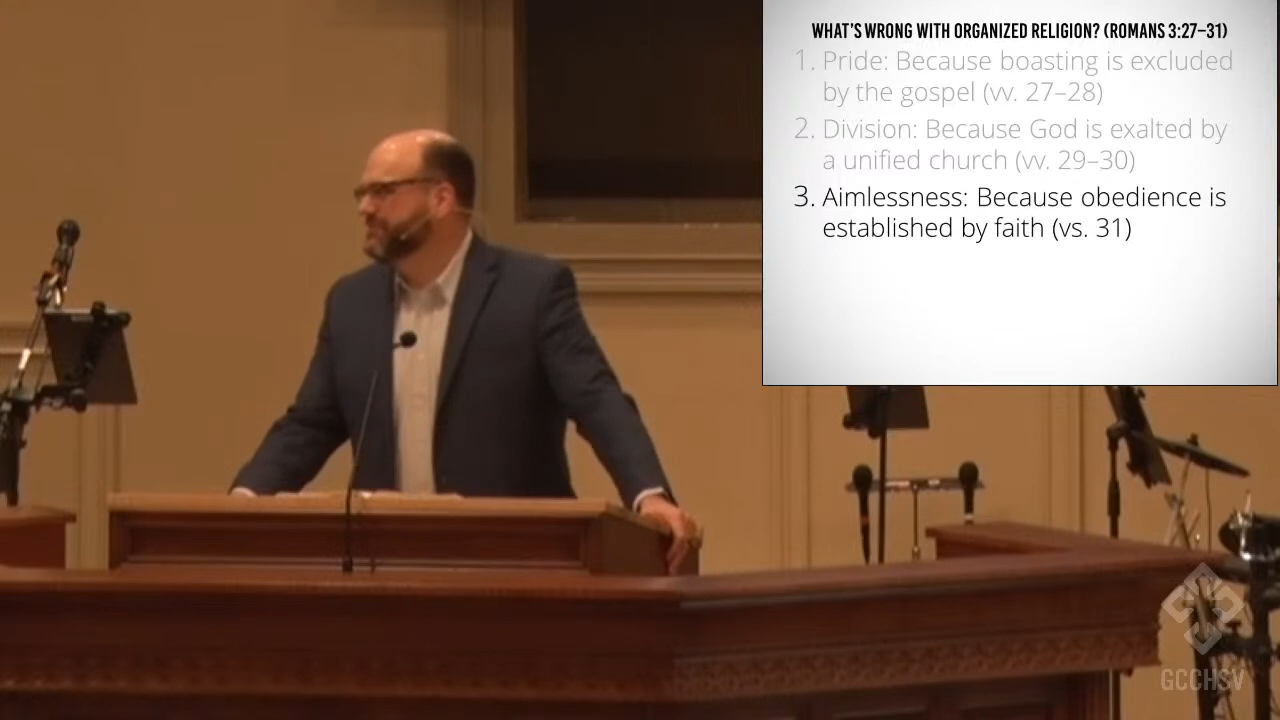 WHAT'S WRONG WITH ORGANIZED RELIGION? (ROMANS 3:27–31)
1. Pride: Because boasting is excluded
by the gospel (vv. 27–28)
2. Division: Because God is exalted by
a unified church (vv. 29–30)
3. Aimlessness: Because obedience is
established by faith (vs. 31)
GCCHSV